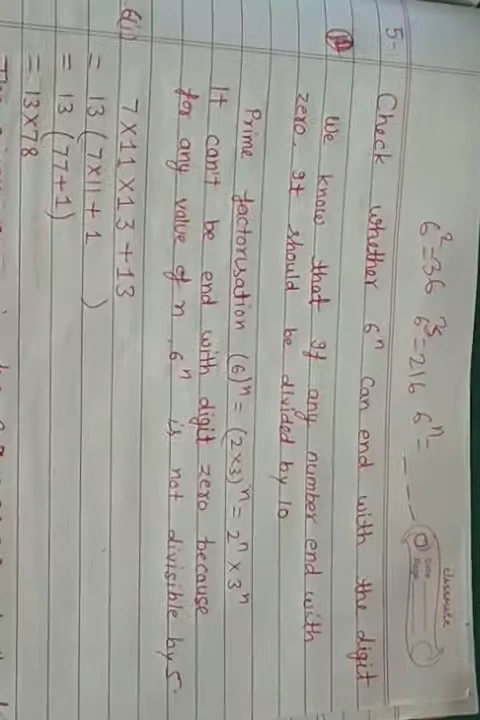 classmate
Date
Page
6² = 36 6³ = 216 6ⁿ = ----
5- Check whether 6ⁿ can end with the digit
We know that If any number end with
zero. It should be divided by 10
Prime factorisation (6)ⁿ = (2×3)ⁿ = 2ⁿ × 3ⁿ
It can't be end with digit zero because
for any value of n 6ⁿ is not divisible by 5.
7×11×13+13
= 13 (7×11+1)
= 13 (77+1)
= 13×78